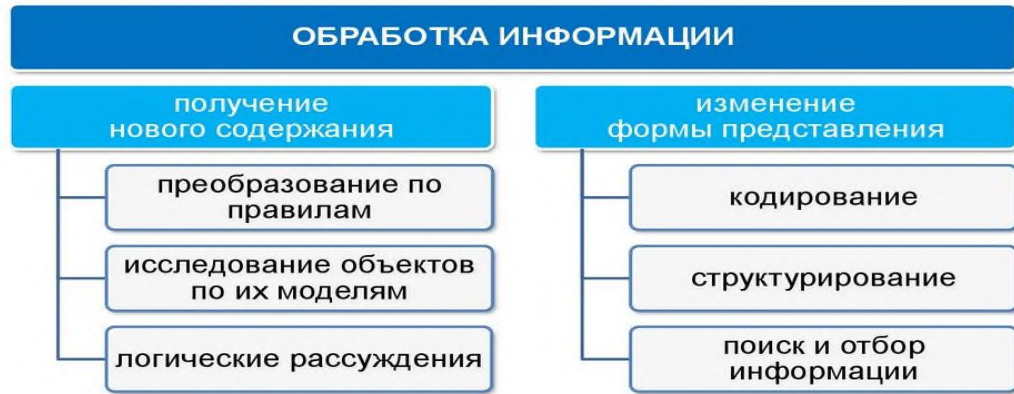 ОБРАБОТКА ИНФОРМАЦИИ
получение
нового содержания
преобразование по
правилам
исследование объектов
по их моделям
логические рассуждения
изменение
формы представления
кодирование
структурирование
поиск и отбор
информации